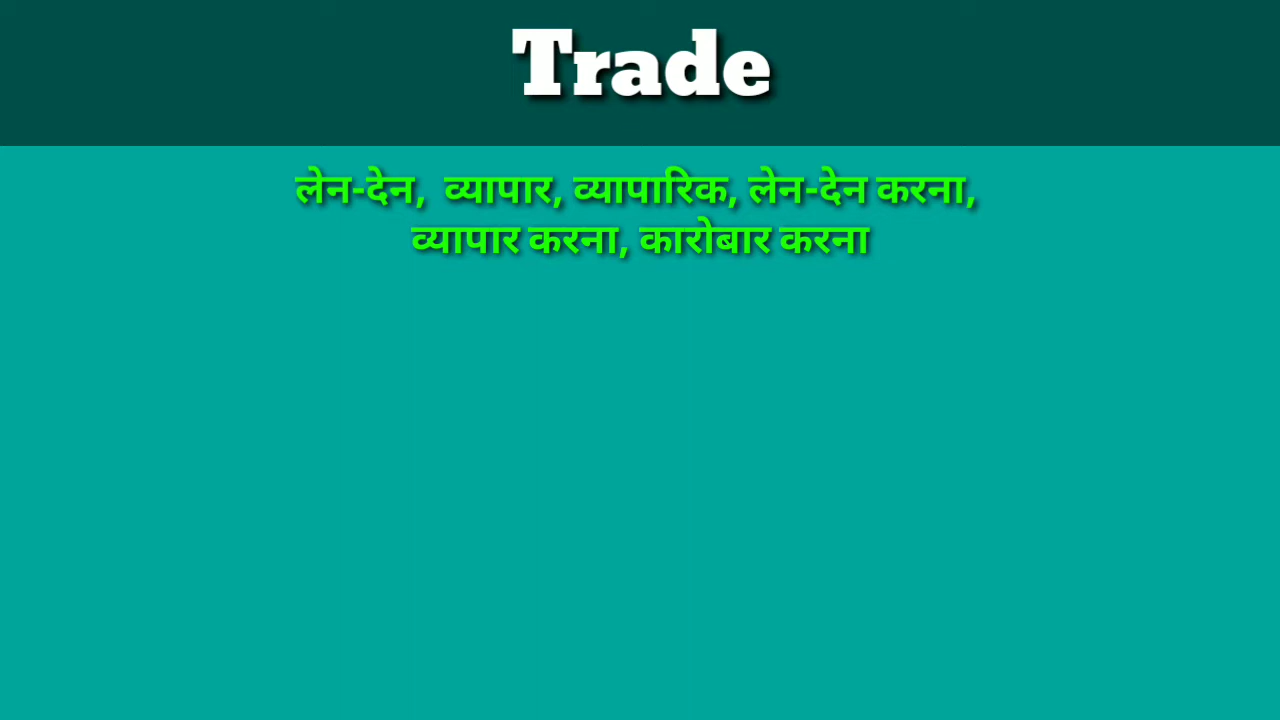 Trade
लेन-देन, व्यापार, व्यापारिक, लेन-देन करना,
व्यापार करना, कारोबार करना